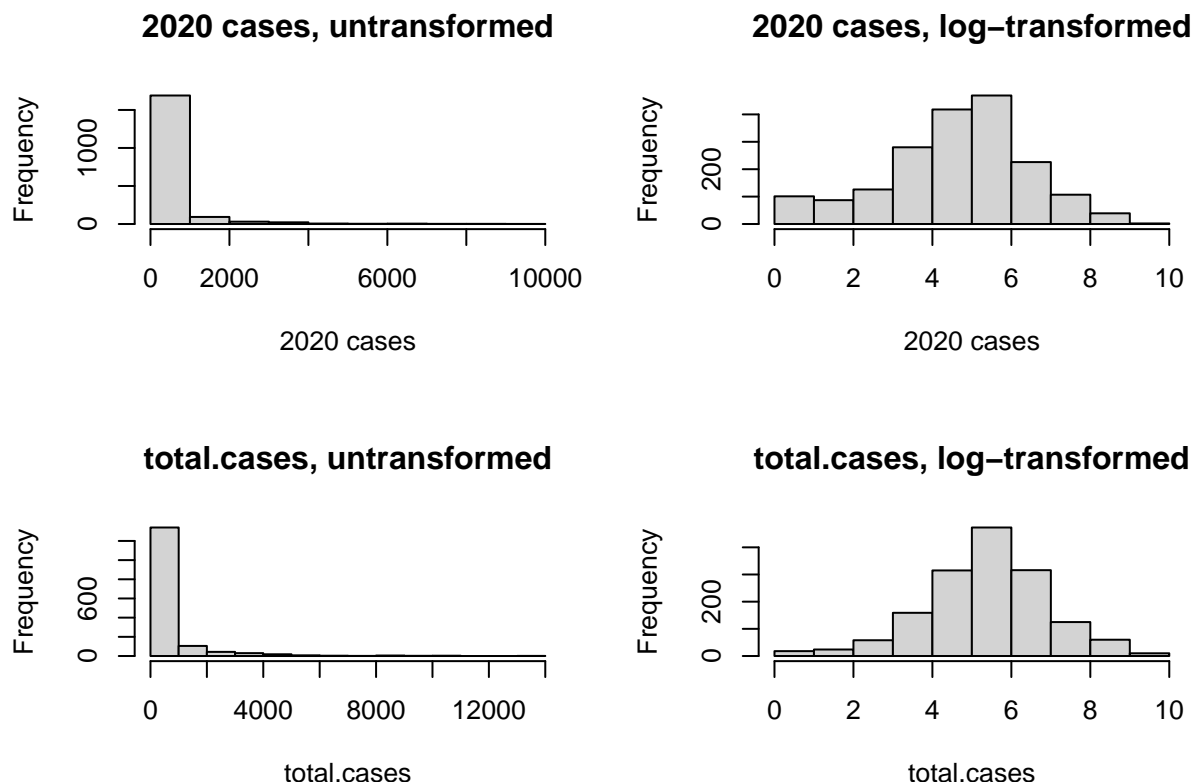 2020 cases, untransformed
Frequency
0
1000
0
2000
6000
10000
2020 cases
2020 cases, log−transformed
Frequency
0
200
0
2
4
6
8
10
2020 cases
total.cases, untransformed
Frequency
0
600
0
4000
8000
12000
total.cases
total.cases, log−transformed
Frequency
0
200
0
2
4
6
8
10
total.cases